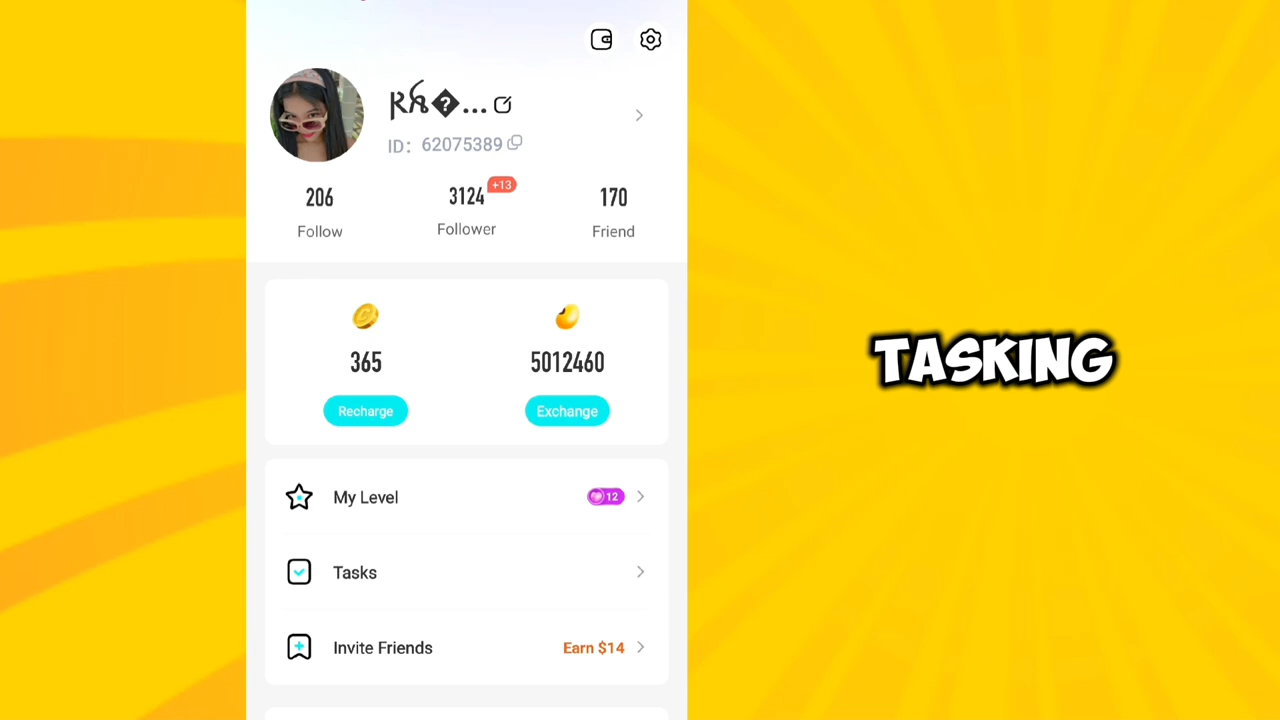 ID: 62075389
206
3124
+13
170
Follow
Follower
Friend
365
5012460
Recharge
Exchange
My Level
12
Tasks
Invite Friends
Earn $14
TASKING